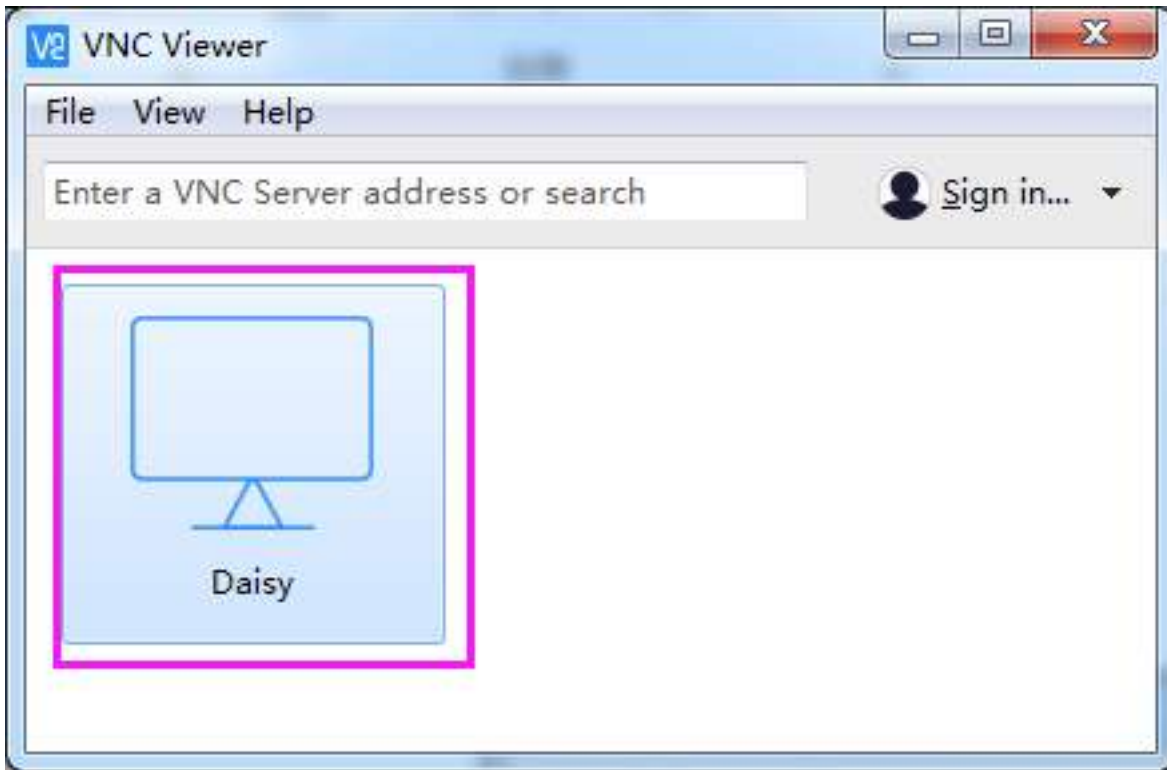 VNC Viewer
File View Help
Enter a VNC Server address or search
Sign in...
Daisy